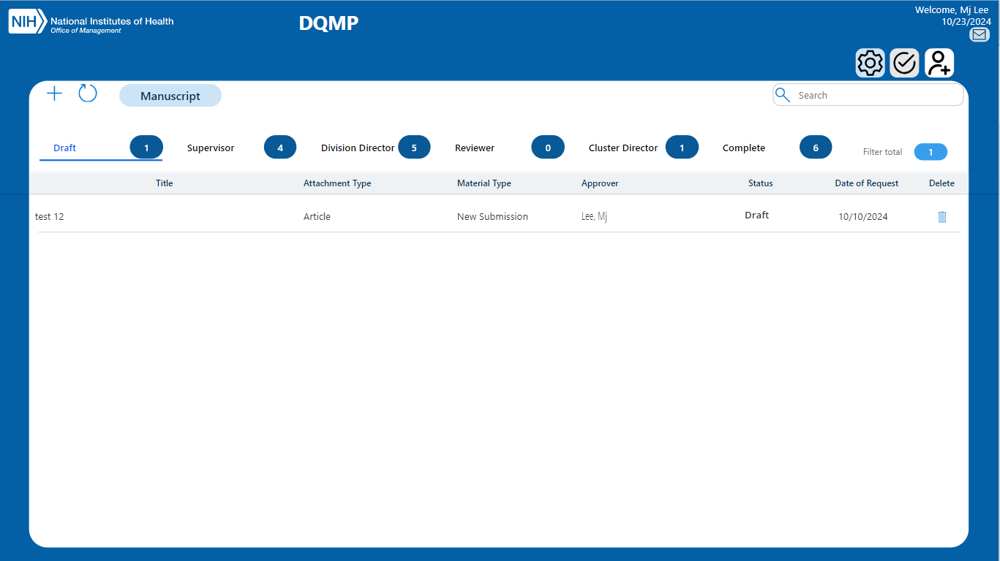 NIH National Institutes of Health
Office of Management
DQMP
Welcome, Mj Lee
10/23/2024
Manuscript
Search
Draft 1 Supervisor 4 Division Director 5 Reviewer 0 Cluster Director 1 Complete 6 Filter total 1
Title Attachment Type Material Type Approver Status Date of Request Delete
test 12 Article New Submission Lee, Mj Draft 10/10/2024